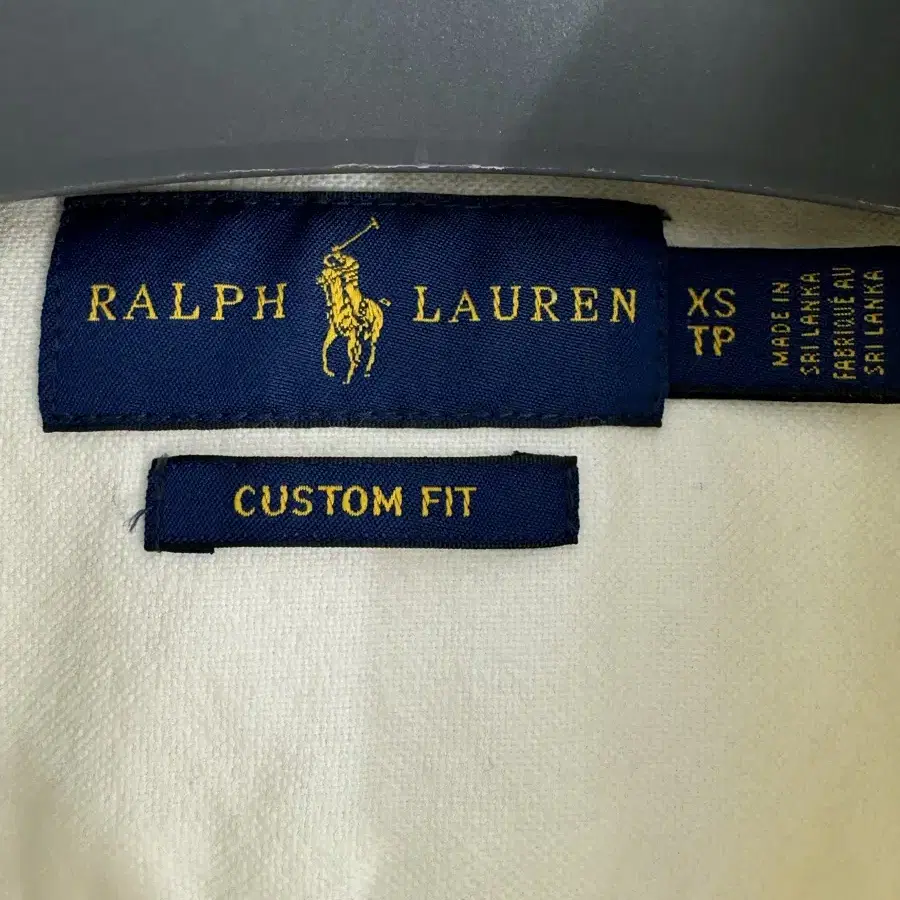 RALPH LAUREN
XS
TP
MADE IN
SRI LANKA
FABRIQUÉ AU
SRI LANKA
CUSTOM FIT